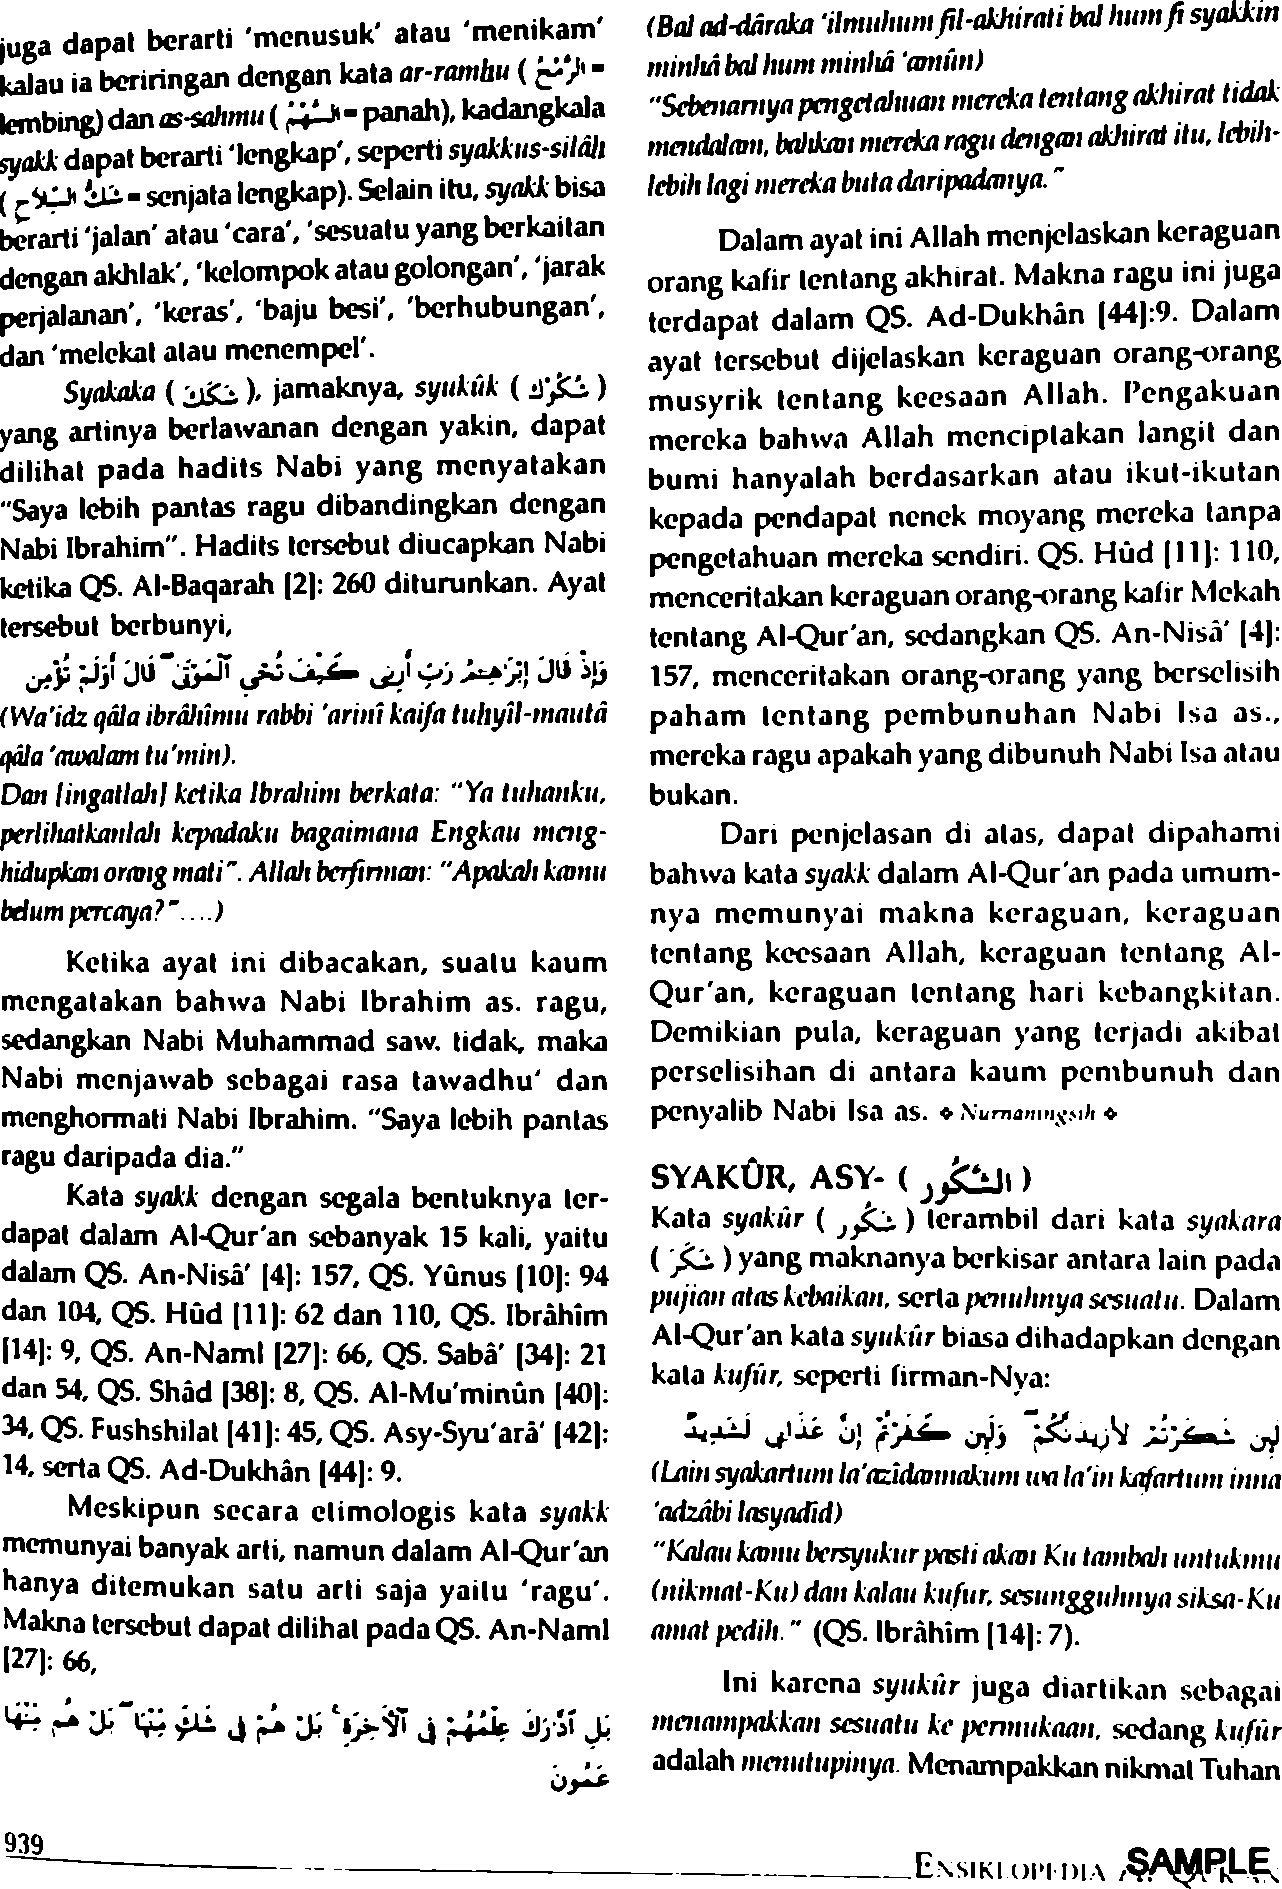 juga dapat berarti 'menusuk' atau 'menikam'
kalau ia beriringan dengan kata ar-ramhu ( الرَّمْحُ =
lembing) dan as-sahmu ( السَّهْمُ = panah), kadangkala
syakk dapat berarti 'lengkap', seperti syakkus-silâh
( شَكُّ السِّلَاحِ = senjata lengkap). Selain itu, syakk bisa
berarti 'jalan' atau 'cara', 'sesuatu yang berkaitan
dengan akhlak', 'kelompok atau golongan', 'jarak
perjalanan', 'keras', 'baju besi', 'berhubungan',
dan 'melekat atau menempel'.
Syakaka ( شَكَكَ ), jamaknya, syukûk ( شُكُوْك )
yang artinya berlawanan dengan yakin, dapat
dilihat pada hadits Nabi yang menyatakan
"Saya lebih pantas ragu dibandingkan dengan
Nabi Ibrahim". Hadits tersebut diucapkan Nabi
ketika QS. Al-Baqarah [2]: 260 diturunkan. Ayat
tersebut berbunyi,
وَإِذْ قَالَ إِبْرَٰهِـۧمُ رَبِّ أَرِنِى كَيْفَ تُحْىِ ٱلْمَوْتَىٰ ۖ قَالَ أَوَلَمْ تُؤْمِن
(Wa'idz qâla ibrâhîmu rabbi 'arinî kaifa tuhyîl-mautâ
qâla 'awalam tu'min).
Dan [ingatlah] ketika Ibrahim berkata: "Ya tuhanku,
perlihatkanlah kepadaku bagaimana Engkau meng-
hidupkan orang mati". Allah berfirman: "Apakah kamu
belum percaya?"....)
Ketika ayat ini dibacakan, suatu kaum
mengatakan bahwa Nabi Ibrahim as. ragu,
sedangkan Nabi Muhammad saw. tidak, maka
Nabi menjawab sebagai rasa tawadhu' dan
menghormati Nabi Ibrahim. "Saya lebih pantas
ragu daripada dia."
Kata syakk dengan segala bentuknya ter-
dapat dalam Al-Qur'an sebanyak 15 kali, yaitu
dalam QS. An-Nisâ' [4]: 157, QS. Yûnus [10]: 94
dan 104, QS. Hûd [11]: 62 dan 110, QS. Ibrâhîm
[14]: 9, QS. An-Naml [27]: 66, QS. Sabâ' [34]: 21
dan 54, QS. Shâd [38]: 8, QS. Al-Mu'minûn [40]:
34, QS. Fushshilat [41]: 45, QS. Asy-Syu'arâ' [42]:
14, serta QS. Ad-Dukhân [44]: 9.
Meskipun secara etimologis kata syakk
memunyai banyak arti, namun dalam Al-Qur'an
hanya ditemukan satu arti saja yaitu 'ragu'.
Makna tersebut dapat dilihat pada QS. An-Naml
[27]: 66,
بَلِ ٱدَّٰرَكَ عِلْمُهُمْ فِى ٱلْءَاخِرَةِ ۚ بَلْ هُمْ فِى شَكٍّ مِّنْهَا ۖ بَلْ هُم مِّنْهَا
عَمُونَ
(Bal ad-dâraka 'ilmuhum fil-akhirati bal hum fi syakkin
minhâ bal hum minhâ 'amûn)
"Sebenarnya pengetahuan mereka tentang akhirat tidak
mendalam, bahkan mereka ragu dengan akhirat itu, lebih-
lebih lagi mereka buta daripadanya."
Dalam ayat ini Allah menjelaskan keraguan
orang kafir tentang akhirat. Makna ragu ini juga
terdapat dalam QS. Ad-Dukhân [44]:9. Dalam
ayat tersebut dijelaskan keraguan orang-orang
musyrik tentang keesaan Allah. Pengakuan
mereka bahwa Allah menciptakan langit dan
bumi hanyalah berdasarkan atau ikut-ikutan
kepada pendapat nenek moyang mereka tanpa
pengetahuan mereka sendiri. QS. Hûd [11]: 110,
menceritakan keraguan orang-orang kafir Mekah
tentang Al-Qur'an, sedangkan QS. An-Nisâ' [4]:
157, menceritakan orang-orang yang berselisih
paham tentang pembunuhan Nabi Isa as.,
mereka ragu apakah yang dibunuh Nabi Isa atau
bukan.
Dari penjelasan di atas, dapat dipahami
bahwa kata syakk dalam Al-Qur'an pada umum-
nya memunyai makna keraguan, keraguan
tentang keesaan Allah, keraguan tentang Al-
Qur'an, keraguan tentang hari kebangkitan.
Demikian pula, keraguan yang terjadi akibat
perselisihan di antara kaum pembunuh dan
penyalib Nabi Isa as. ❖ Nurnaningsih ❖
SYAKÛR, ASY- ( الشَّكُور )
Kata syakûr ( شَكُور ) terambil dari kata syakara
( شَكَرَ ) yang maknanya berkisar antara lain pada
pujian atas kebaikan, serta penuhnya sesuatu. Dalam
Al-Qur'an kata syukûr biasa dihadapkan dengan
kata kufûr, seperti firman-Nya:
لَئِن شَكَرْتُمْ لَأَزِيدَنَّكُمْ ۖ وَلَئِن كَفَرْتُمْ إِنَّ عَذَابِى لَشَدِيدٌ
(Lain syakartum la'azîdannakum wa la'in kafartum inna
'adzâbi lasyadîd)
"Kalau kamu bersyukur pasti akan Ku tambah untukmu
(nikmat-Ku) dan kalau kufur, sesungguhnya siksa-Ku
amat pedih." (QS. Ibrâhîm [14]: 7).
Ini karena syukûr juga diartikan sebagai
menampakkan sesuatu ke permukaan, sedang kufûr
adalah menutupinya. Menampakkan nikmat Tuhan
939
ENSIKLOPEDIA
SAMPLE